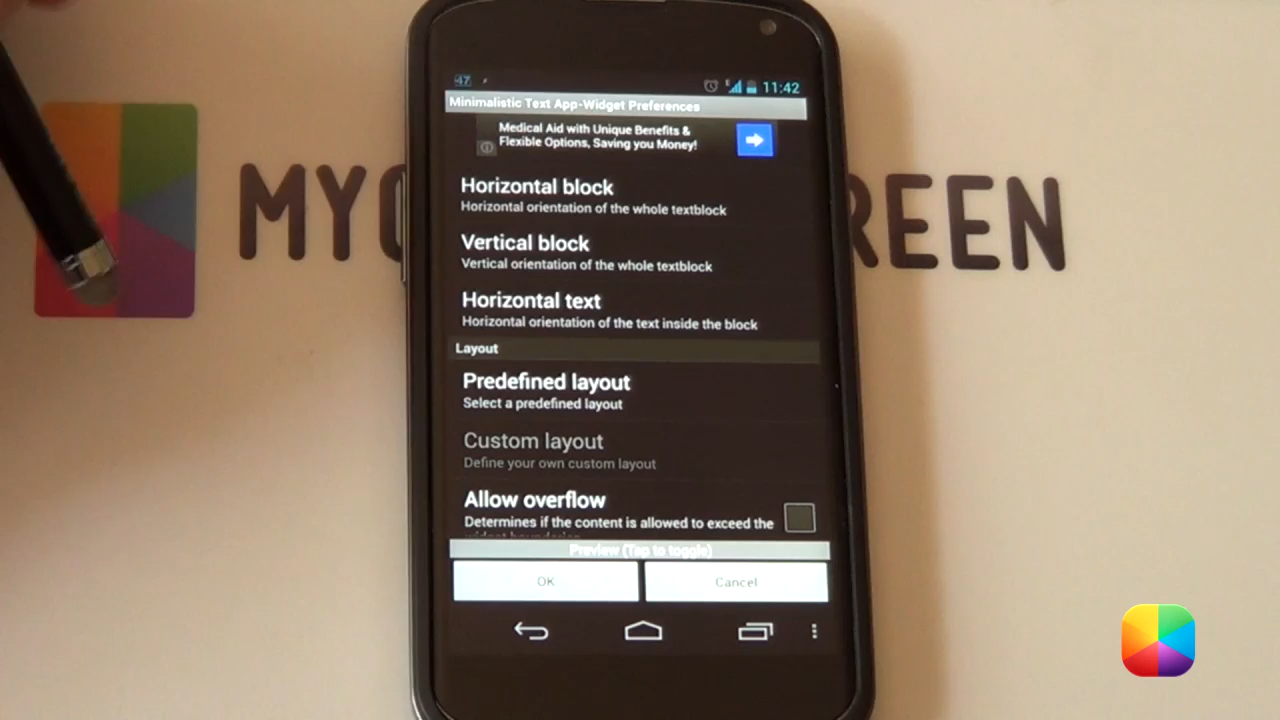 47
11:42
Minimalistic Text App-Widget Preferences
Medical Aid with Unique Benefits &
Flexible Options, Saving you Money!
Horizontal block
Horizontal orientation of the whole textblock
MYC REEN
Vertical block
Vertical orientation of the whole textblock
Horizontal text
Horizontal orientation of the text inside the block
Layout
Predefined layout
Select a predefined layout
Custom layout
Define your own custom layout
Allow overflow
Determines if the content is allowed to exceed the
Preview (Tap to toggle)
OK Cancel